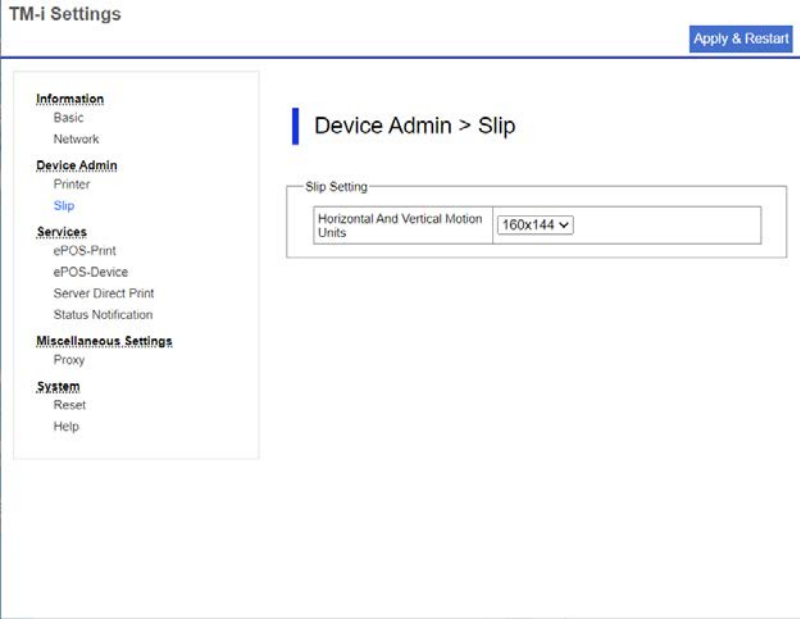 TM-i Settings
Apply & Restart
Information
Basic
Network
Device Admin
Printer
Slip
Services
ePOS-Print
ePOS-Device
Server Direct Print
Status Notification
Miscellaneous Settings
Proxy
System
Reset
Help
Device Admin > Slip
Slip Setting
Horizontal And Vertical Motion
Units
160x144